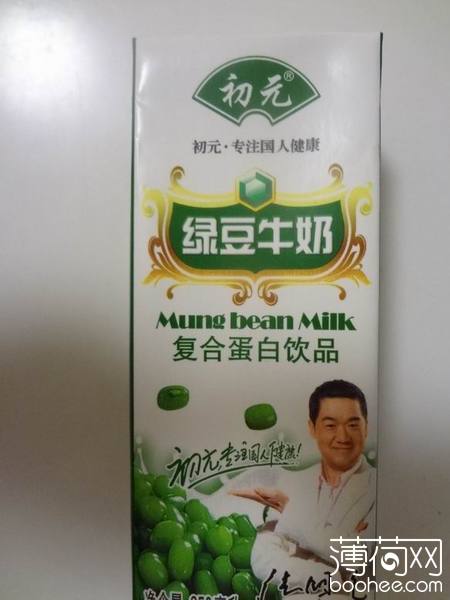 初元®
初元·专注国人健康
绿豆牛奶
Mung bean Milk
复合蛋白饮品
初元专注国人健康!
薄荷网
boohee.com